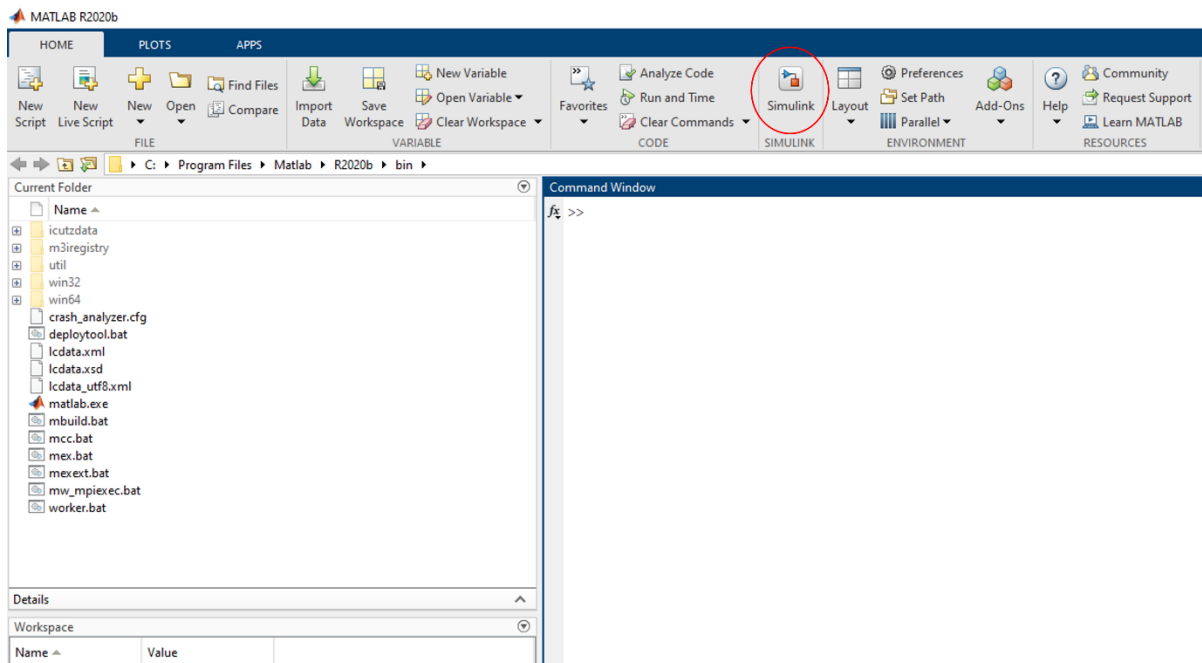 MATLAB R2020b
HOME PLOTS APPS
New Script
New Live Script
New
Open
Find Files
Compare
FILE
Import Data
Save Workspace
New Variable
Open Variable
Clear Workspace
VARIABLE
Favorites
Analyze Code
Run and Time
Clear Commands
CODE
Simulink
SIMULINK
Layout
Preferences
Set Path
Parallel
Add-Ons
ENVIRONMENT
? Help
Community
Request Support
Learn MATLAB
RESOURCES
C: Program Files Matlab R2020b bin
Current Folder
Name
icutzdata
m3iregistry
util
win32
win64
crash_analyzer.cfg
deploytool.bat
lcdata.xml
lcdata.xsd
lcdata_utf8.xml
matlab.exe
mbuild.bat
mcc.bat
mex.bat
mexext.bat
mw_mpiexec.bat
worker.bat
Details
Workspace
Name Value
Command Window
fx >>